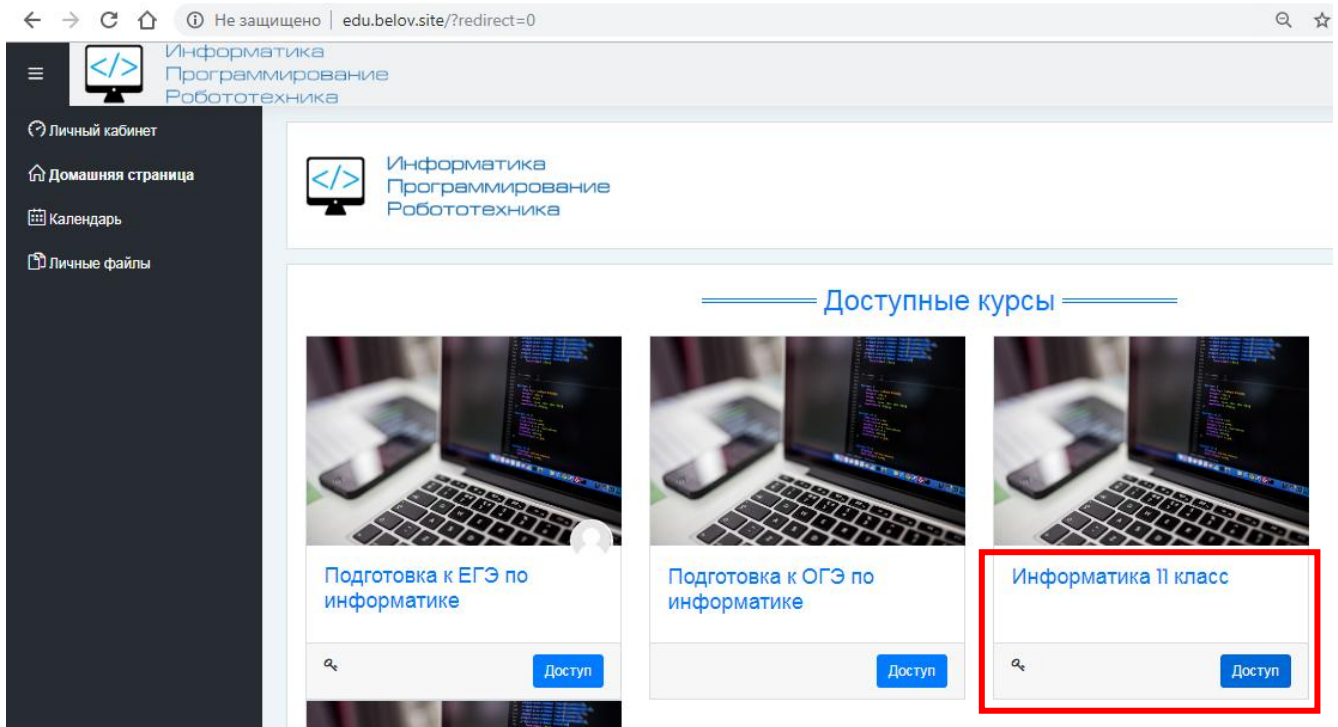 Не защищено | edu.belov.site/?redirect=0
Информатика
Программирование
Робототехника
Личный кабинет
Домашняя страница
Календарь
Личные файлы
Информатика
Программирование
Робототехника
Доступные курсы
Подготовка к ЕГЭ по
информатике
Доступ
Подготовка к ОГЭ по
информатике
Доступ
Информатика 11 класс
Доступ